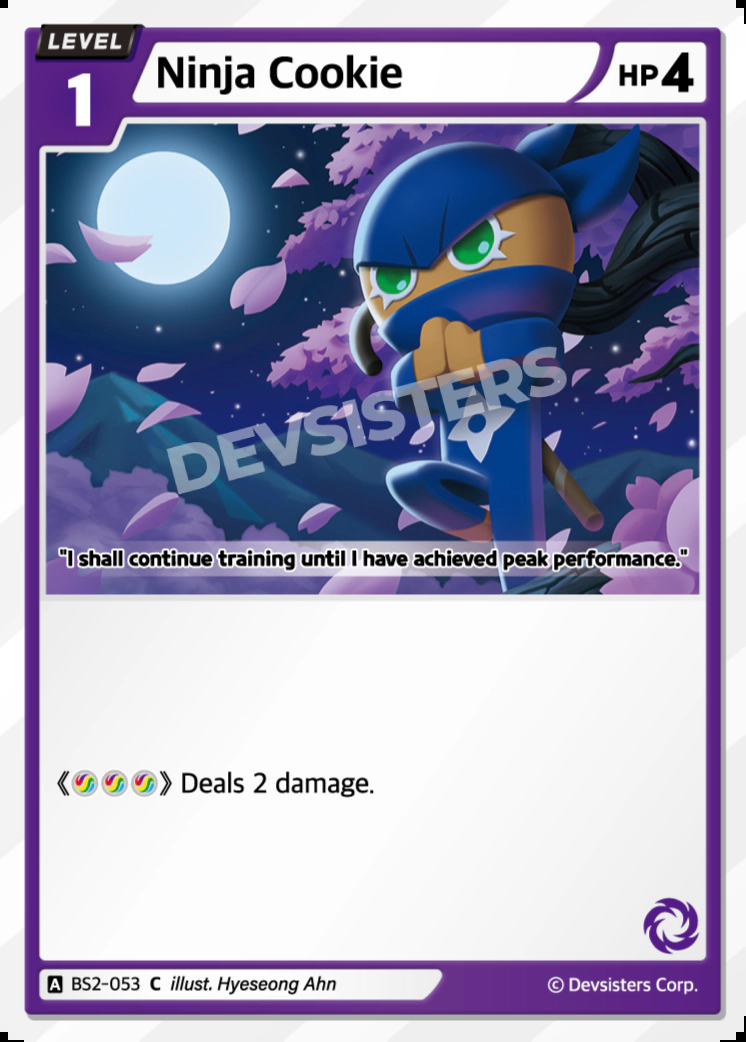 LEVEL
1
Ninja Cookie
HP4
DEVSISTERS
"I shall continue training until I have achieved peak performance."
《》 Deals 2 damage.
A BS2-053 C illust. Hyeseong Ahn
© Devsisters Corp.